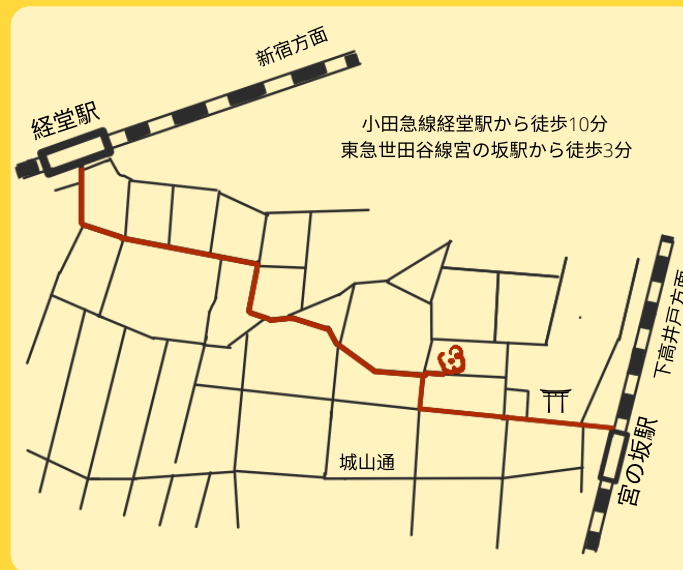 新宿方面
経堂駅
小田急線経堂駅から徒歩10分
東急世田谷線宮の坂駅から徒歩3分
下高井戸方面
宮の坂駅
城山通